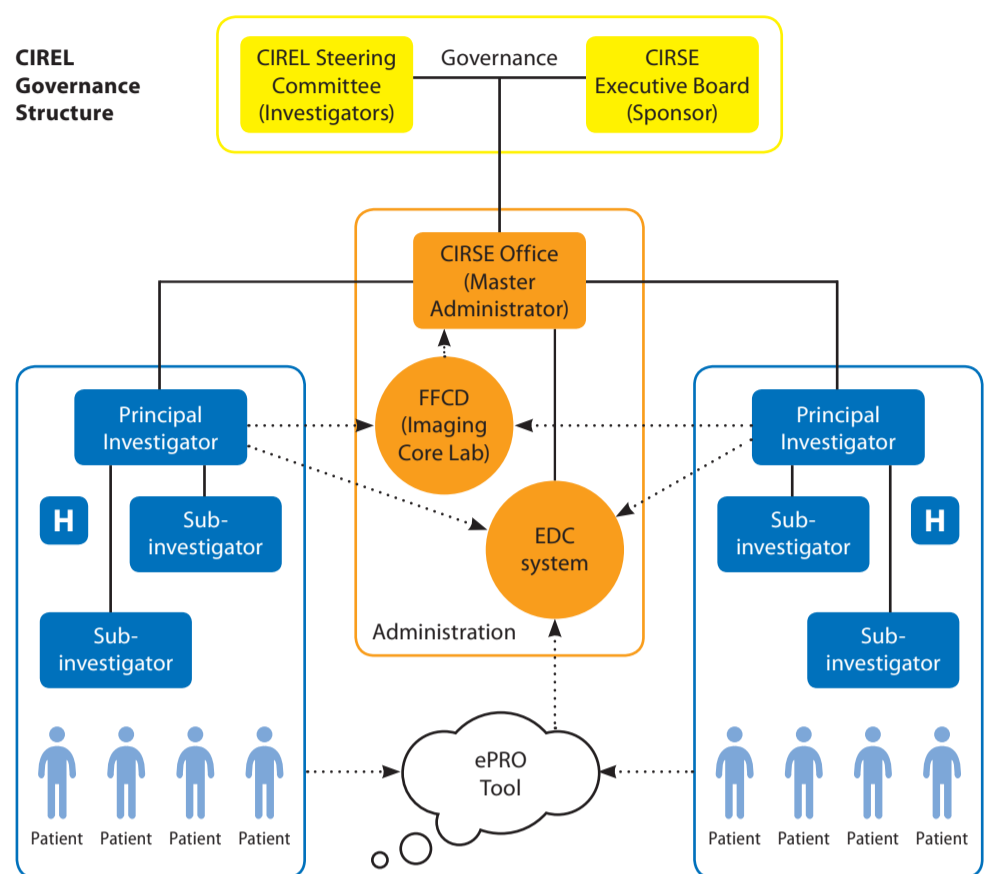 CIREL
Governance
Structure
CIREL Steering
Committee
(Investigators)
Governance
CIRSE
Executive Board
(Sponsor)
CIRSE Office
(Master
Administrator)
Principal
Investigator
FFCD
(Imaging
Core Lab)
Principal
Investigator
H
Sub-
investigator
EDC
system
Sub-
investigator
H
Sub-
investigator
Administration
Sub-
investigator
ePRO
Tool
Patient
Patient
Patient
Patient
Patient
Patient
Patient
Patient